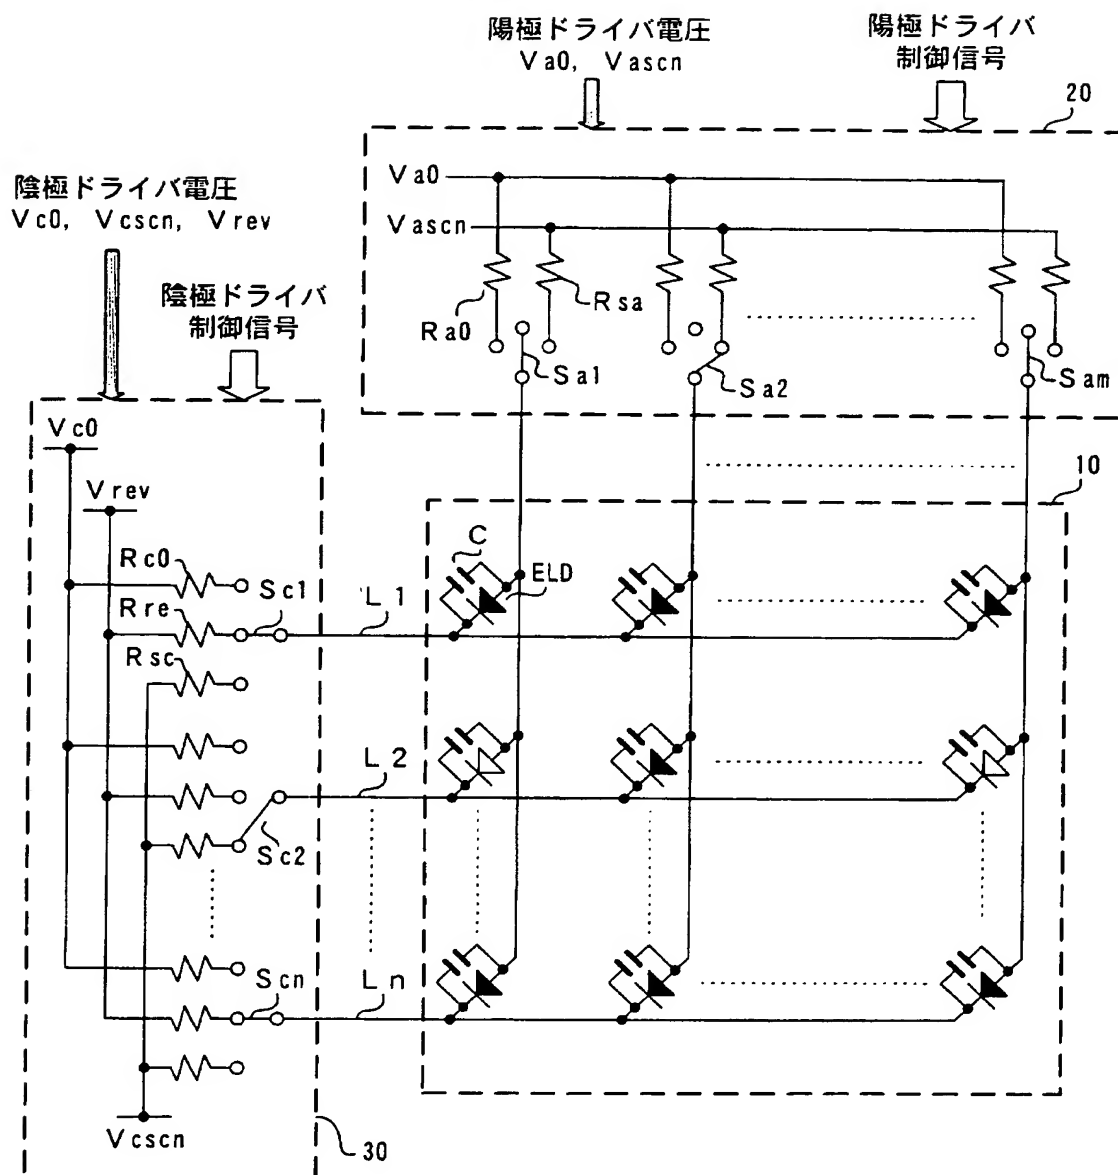 陽極ドライバ電圧
Va0, Vascn
陽極ドライバ
制御信号
20
陰極ドライバ電圧
Vc0, Vcscn, Vrev
陰極ドライバ
制御信号
Va0
Vascn
Ra0
Rsa
Sa1
Sa2
Sam
10
Vc0
Vrev
Rc0
Rre
Rsc
Sc1
L1
C
ELD
Sc2
L2
Scn
Ln
Vcscn
30